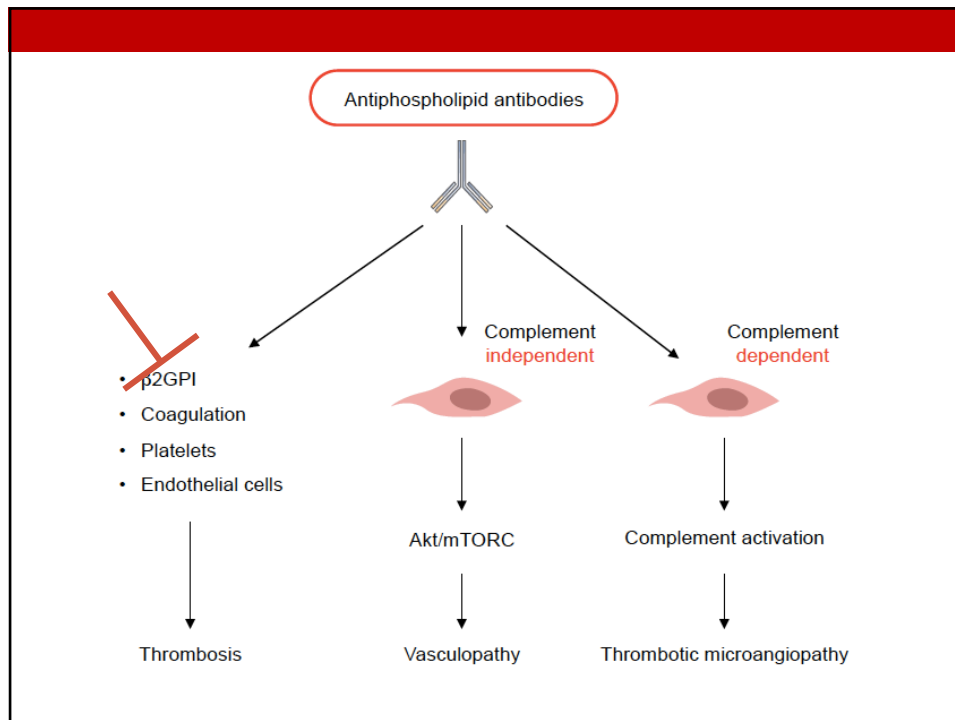 Antiphospholipid antibodies
Complement
independent
Complement
dependent
• β2GPI
• Coagulation
• Platelets
• Endothelial cells
Akt/mTORC
Complement activation
Thrombosis
Vasculopathy
Thrombotic microangiopathy